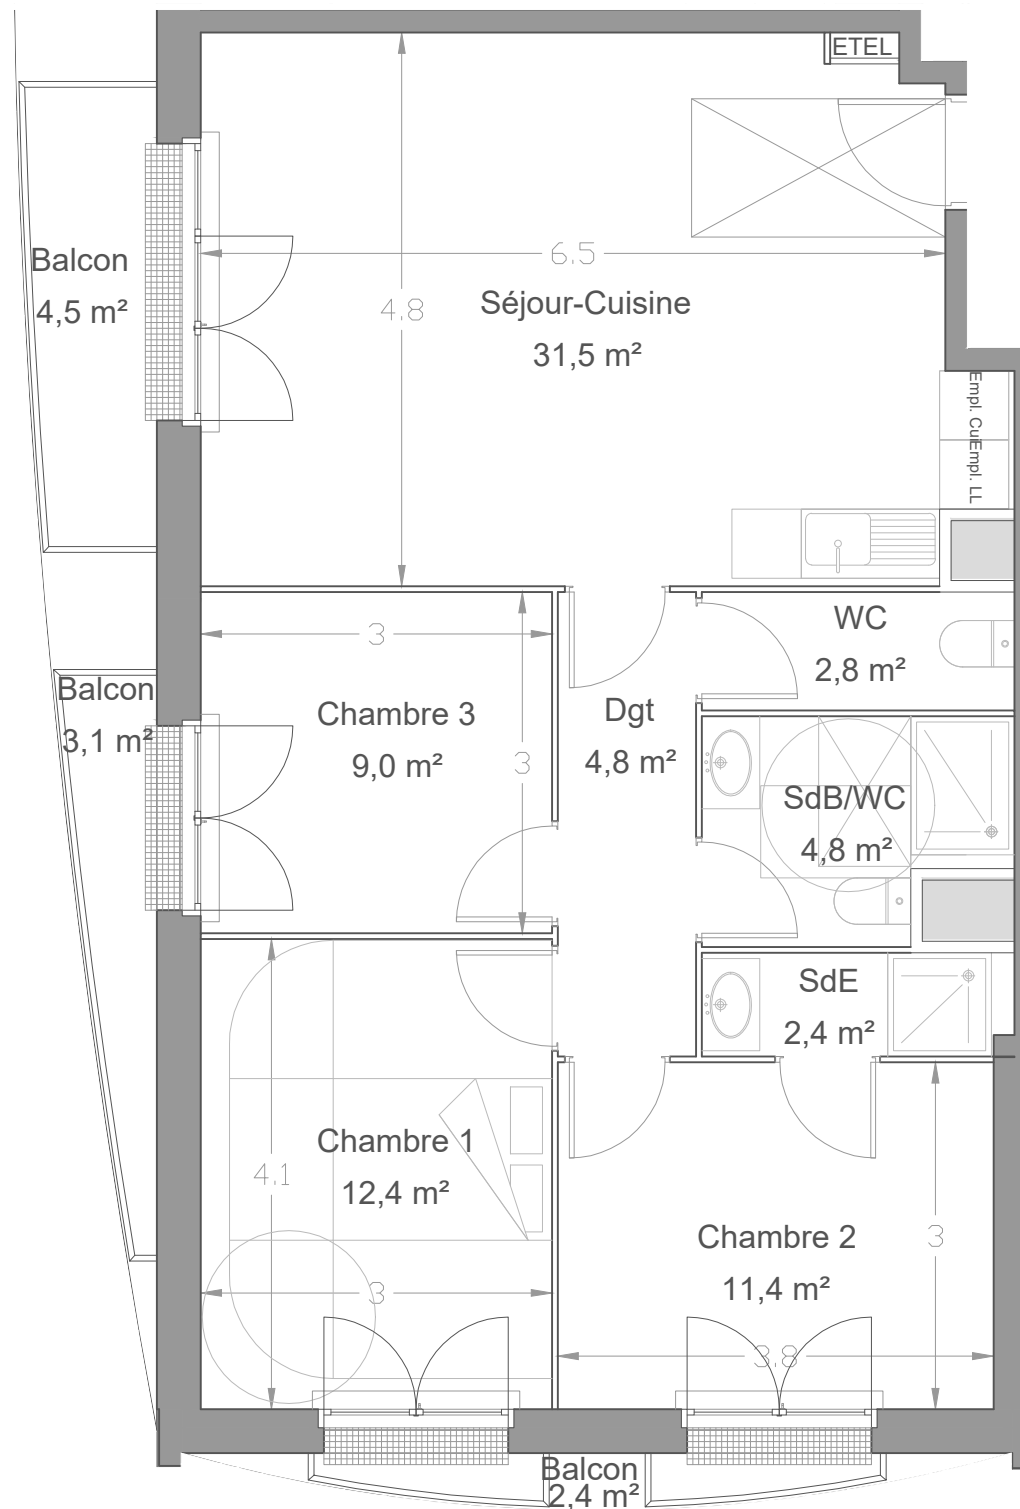 ETEL
6.5
Balcon
4,5 m²
4.8
Séjour-Cuisine
31,5 m²
Empl. Cui
Empl. LL
WC
2,8 m²
3
Balcon
3,1 m²
Chambre 3
9,0 m²
3
Dgt
4,8 m²
SdB/WC
4,8 m²
SdE
2,4 m²
Chambre 1
12,4 m²
4.1
3
Chambre 2
11,4 m²
3
3.8
Balcon
2,4 m²